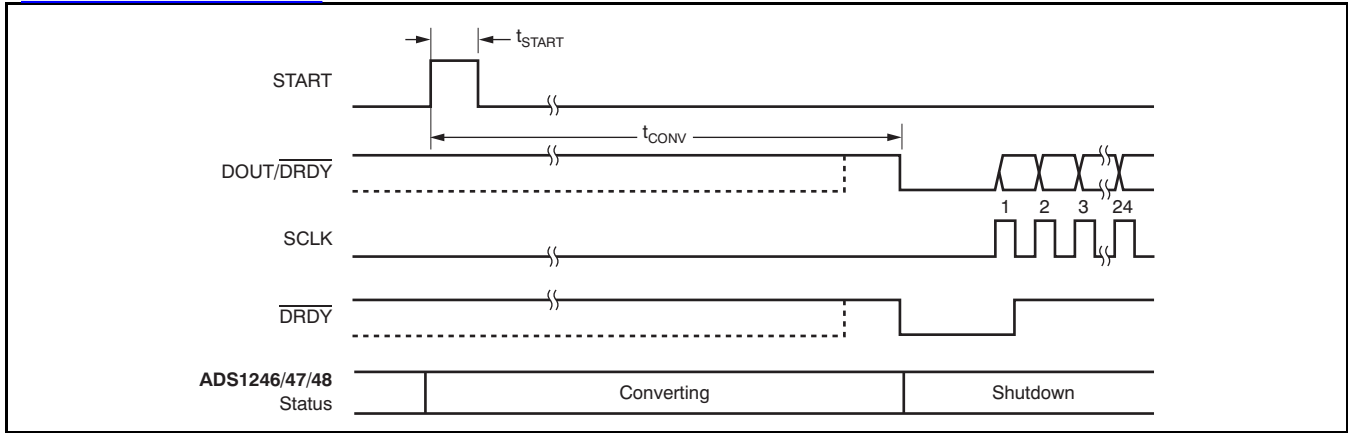 tSTART
START
tCONV
DOUT/DRDY
1 2 3 24
SCLK
DRDY
ADS1246/47/48
Status
Converting
Shutdown